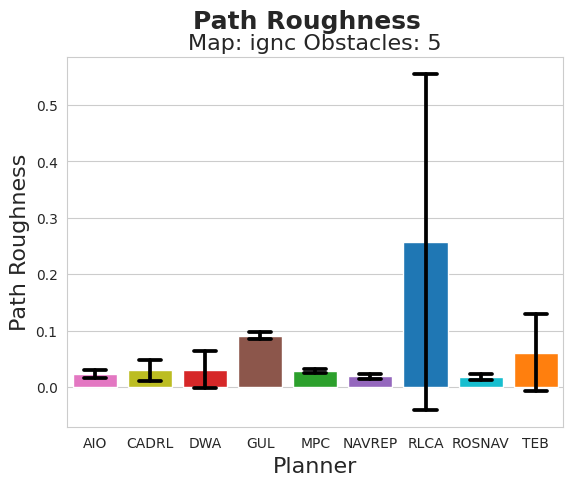 Path Roughness
Map: ignc Obstacles: 5
Path Roughness
0.5
0.4
0.3
0.2
0.1
0.0
AIO CADRL DWA GUL MPC NAVREP RLCA ROSNAV TEB
Planner